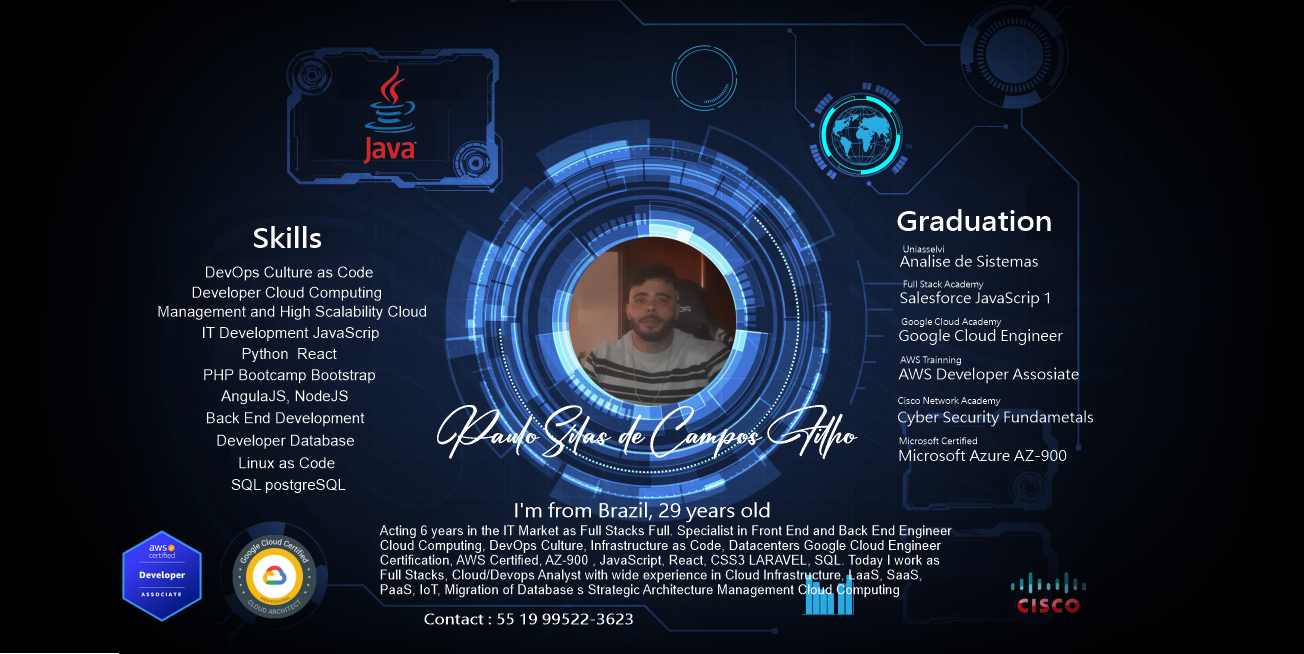 Java
Skills
DevOps Culture as Code
Developer Cloud Computing
Management and High Scalability Cloud
IT Development JavaScrip
Python React
PHP Bootcamp Bootstrap
AngulaJS, NodeJS
Back End Development
Developer Database
Linux as Code
SQL postgreSQL
Graduation
Uniasselvi
Analise de Sistemas
Full Stack Academy
Salesforce JavaScrip 1
Google Cloud Academy
Google Cloud Engineer
AWS Trainning
AWS Developer Assosiate
Cisco Network Academy
Cyber Security Fundametals
Microsoft Certified
Microsoft Azure AZ-900
Paulo Silas de Campos Filho
I'm from Brazil, 29 years old
Acting 6 years in the IT Market as Full Stacks Full. Specialist in Front End and Back End Engineer
Cloud Computing, DevOps Culture, Infrastructure as Code, Datacenters Google Cloud Engineer
Certification, AWS Certified, AZ-900 , JavaScript, React, CSS3 LARAVEL, SQL. Today I work as
Full Stacks, Cloud/Devops Analyst with wide experience in Cloud Infrastructure, LaaS, SaaS,
PaaS, IoT, Migration of Database s Strategic Architecture Management Cloud Computing
Contact : 55 19 99522-3623
aws
certified
Developer
ASSOCIATE
Google Cloud Certified
PROFESSIONAL
CLOUD ARCHITECT
CISCO